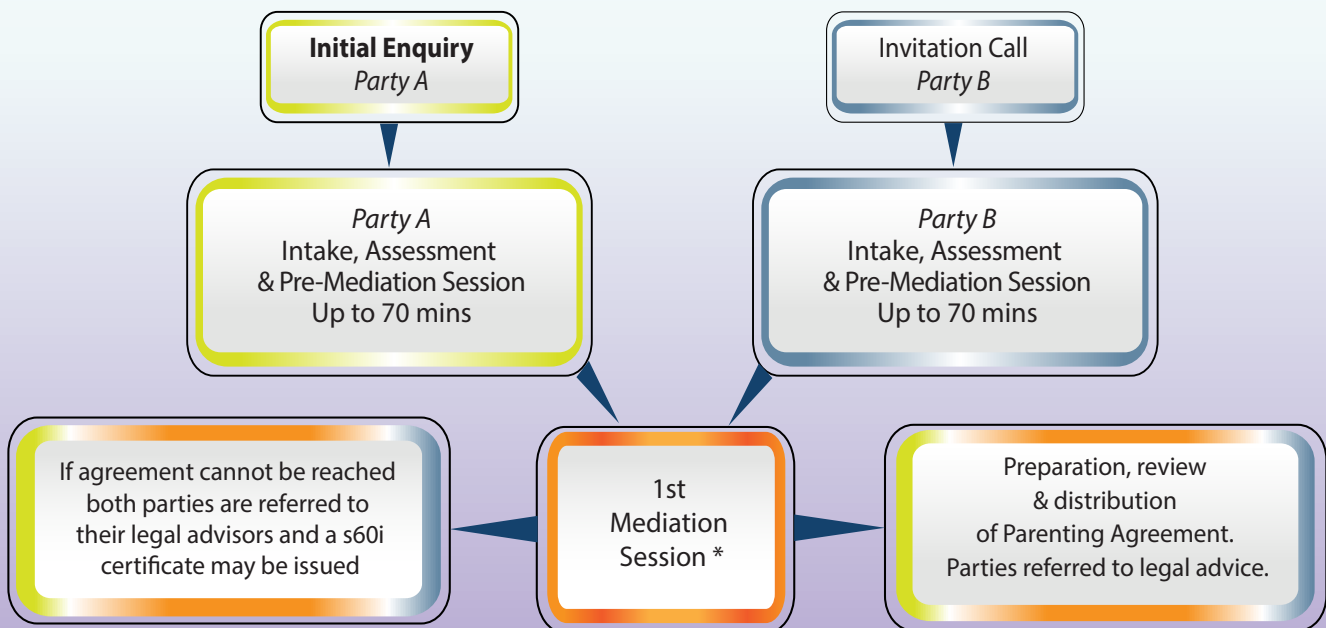 Initial Enquiry
Party A
Invitation Call
Party B
Party A
Intake, Assessment
& Pre-Mediation Session
Up to 70 mins
Party B
Intake, Assessment
& Pre-Mediation Session
Up to 70 mins
If agreement cannot be reached
both parties are referred to
their legal advisors and a s60i
certificate may be issued
1st
Mediation
Session *
Preparation, review
& distribution
of Parenting Agreement.
Parties referred to legal advice.